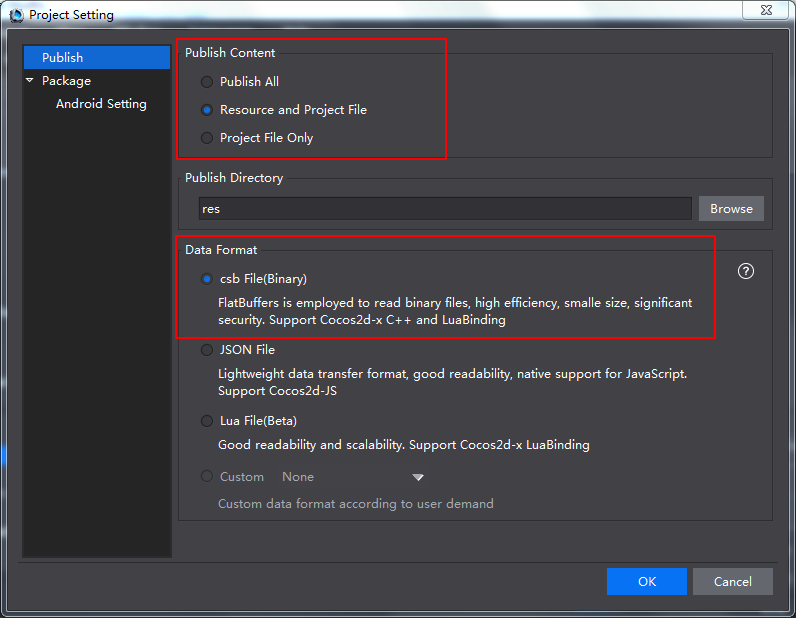 Project Setting
Publish
Package
Android Setting
Publish Content
Publish All
Resource and Project File
Project File Only
Publish Directory
res
Browse
Data Format
csb File(Binary)
?
FlatBuffers is employed to read binary files, high efficiency, smalle size, significant
security. Support Cocos2d-x C++ and LuaBinding
JSON File
Lightweight data transfer format, good readability, native support for JavaScript.
Support Cocos2d-JS
Lua File(Beta)
Good readability and scalability. Support Cocos2d-x LuaBinding
Custom None
Custom data format according to user demand
OK
Cancel